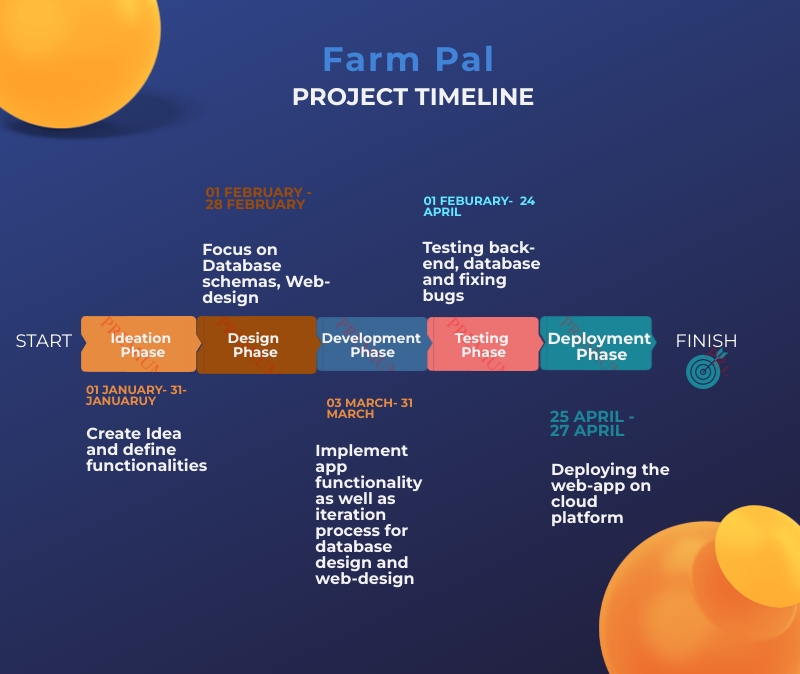 Farm Pal
PROJECT TIMELINE
01 FEBRUARY -
28 FEBRUARY
Focus on
Database
schemas, Web-
design
01 FEBURARY-  24
APRIL
Testing back-
end, database
and fixing
bugs
START
Ideation
Phase
Design
Phase
Development
Phase
Testing
Phase
Deployment
Phase
FINISH
01 JANUARY- 31-
JANUARUY
Create Idea
and define
functionalities
03 MARCH- 31
MARCH
Implement
app
functionality
as well as
iteration
process for
database
design and
web-design
25 APRIL -
27 APRIL
Deploying the
web-app on
cloud
platform